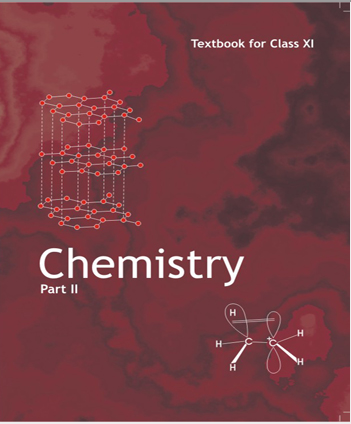 Textbook for Class XI
Chemistry
Part II
H
H
C
+
C
H
H
H